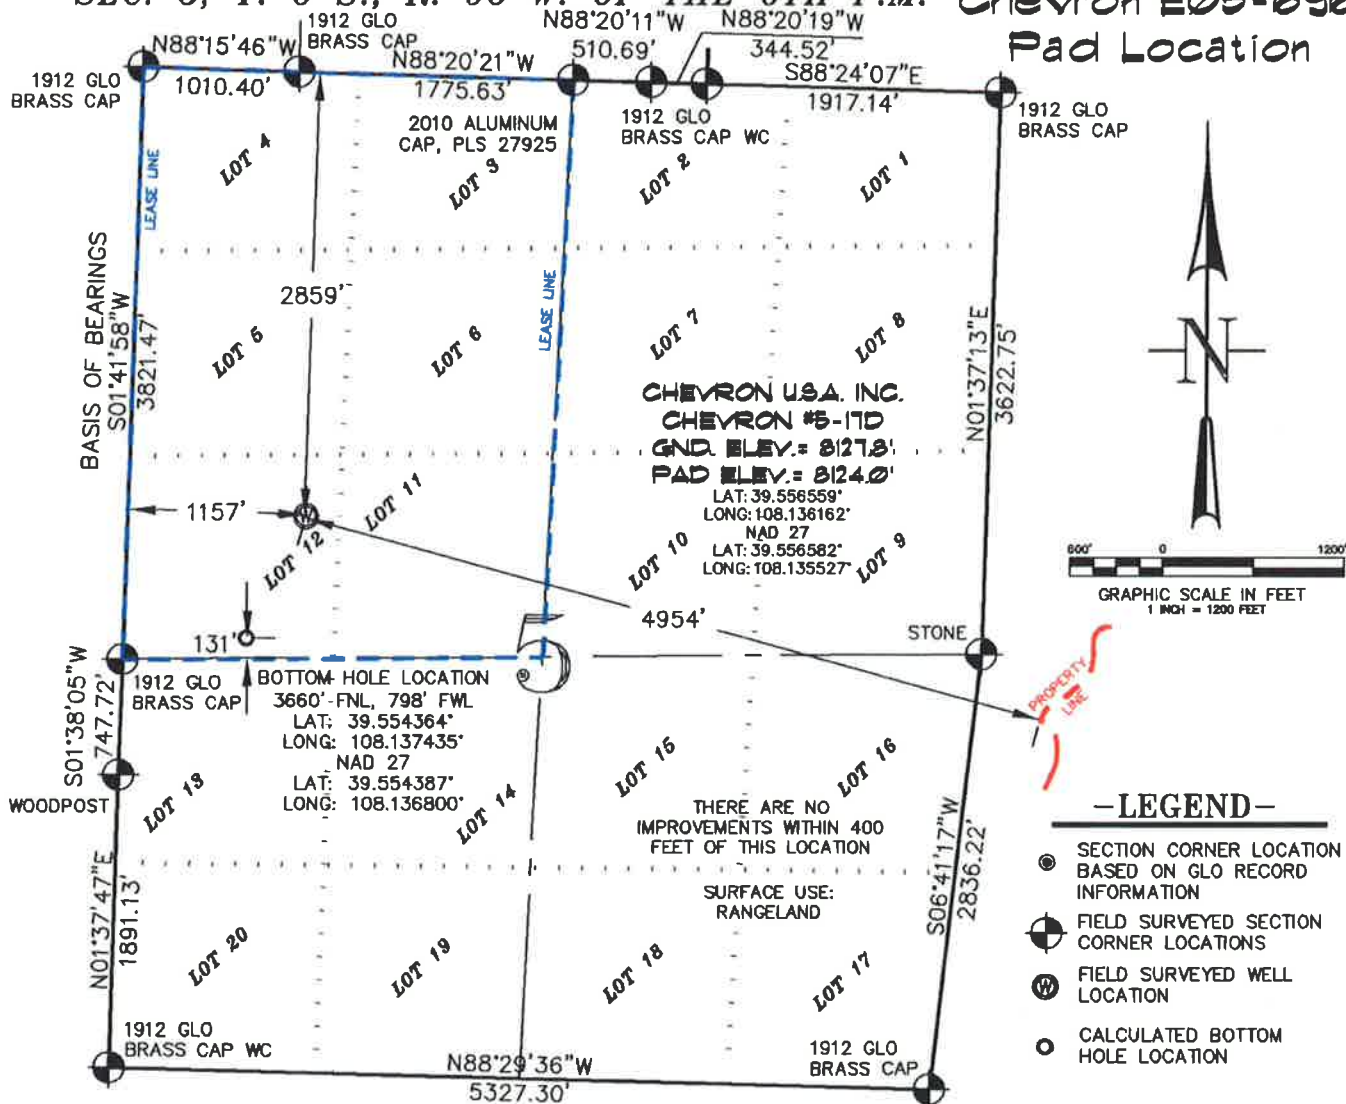 Pad Location
N88°15'46"W
1010.40'
1912 GLO
BRASS CAP
1912 GLO
BRASS CAP
N88°20'21"W
1775.63'
N88°20'11"W
510.69'
N88°20'19"W
344.52'
S88°24'07"E
1917.14'
1912 GLO
BRASS CAP
2010 ALUMINUM
CAP, PLS 27925
1912 GLO
BRASS CAP WC
LOT 4
LOT 3
LOT 2
LOT 1
LEASE LINE
BASIS OF BEARINGS
S01°41'58"W
3821.47'
2859'
LEASE LINE
LOT 5
LOT 6
LOT 7
LOT 8
N01°37'13"E
3622.75'
CHEVRON U.S.A. INC.
CHEVRON #5-17D
GND. ELEV.= 8127.8'
PAD ELEV.= 8124.0'
LAT: 39.556559°
LONG: 108.136162°
NAD 27
LAT: 39.556582°
LONG: 108.135527°
N
600'
0
1200'
GRAPHIC SCALE IN FEET
1 INCH = 1200 FEET
1157'
W
LOT 12
LOT 11
LOT 10
LOT 9
4954'
131'
STONE
5
PROPERTY
LINE
1912 GLO
BRASS CAP
S01°38'05"W
747.72'
BOTTOM HOLE LOCATION
3660' FNL, 798' FWL
LAT: 39.554364°
LONG: 108.137435°
NAD 27
LAT: 39.554387°
LONG: 108.136800°
WOODPOST
LOT 13
LOT 14
LOT 15
LOT 16
THERE ARE NO
IMPROVEMENTS WITHIN 400
FEET OF THIS LOCATION
SURFACE USE:
RANGELAND
S06°41'17"W
2836.22'
N01°37'47"E
1891.13'
LOT 20
LOT 19
LOT 18
LOT 17
1912 GLO
BRASS CAP WC
N88°29'36"W
5327.30'
1912 GLO
BRASS CAP
-LEGEND-
SECTION CORNER LOCATION
BASED ON GLO RECORD
INFORMATION
FIELD SURVEYED SECTION
CORNER LOCATIONS
W
FIELD SURVEYED WELL
LOCATION
CALCULATED BOTTOM
HOLE LOCATION